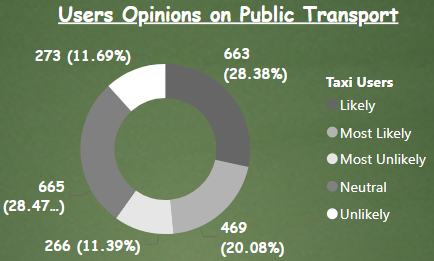 Users Opinions on Public Transport
273 (11.69%)
663
(28.38%)
Taxi Users
Likely
Most Likely
Most Unlikely
Neutral
Unlikely
665
(28.47...)
266 (11.39%)
469
(20.08%)